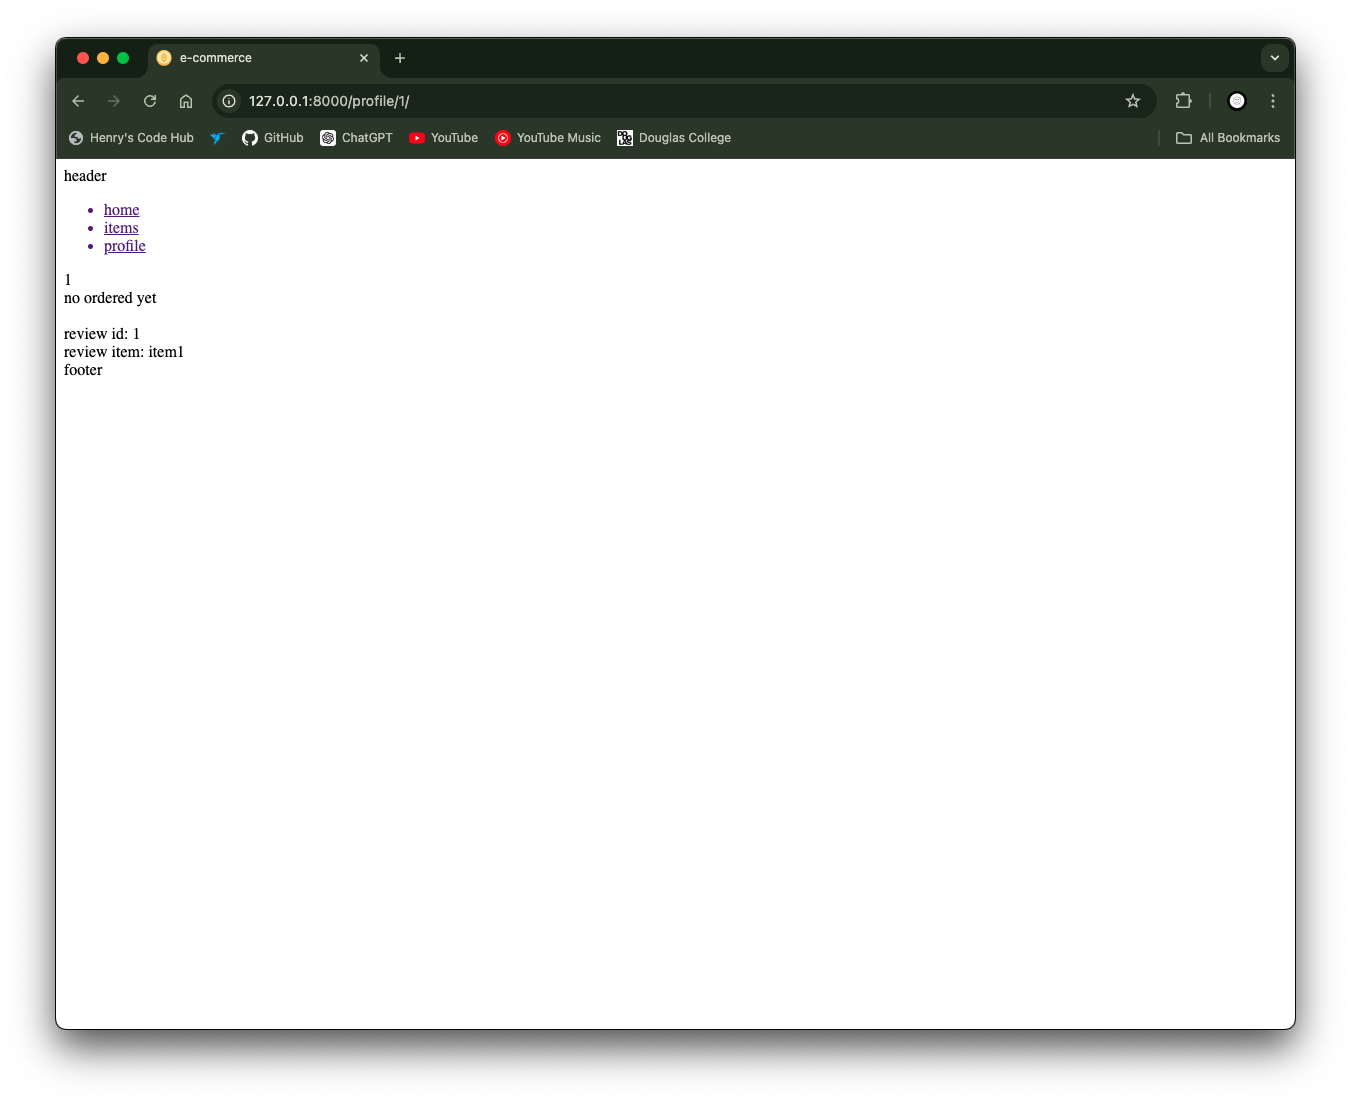 e-commerce
127.0.0.1:8000/profile/1/
Henry's Code Hub GitHub ChatGPT YouTube YouTube Music Douglas College All Bookmarks
header
home
items
profile
1
no ordered yet
review id: 1
review item: item1
footer